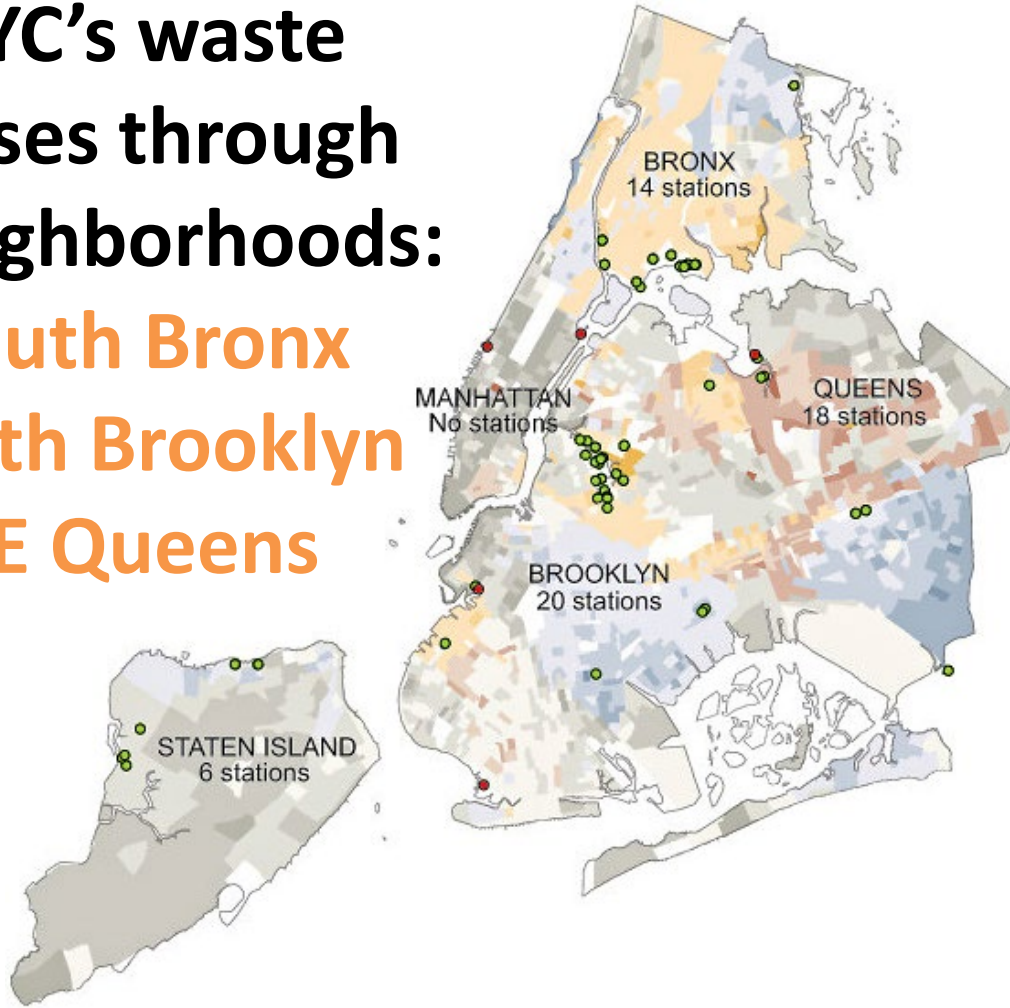 YC’s waste
ses through
ghborhoods:
uth Bronx
th Brooklyn
E Queens
BRONX
14 stations
MANHATTAN
No stations
QUEENS
18 stations
BROOKLYN
20 stations
STATEN ISLAND
6 stations